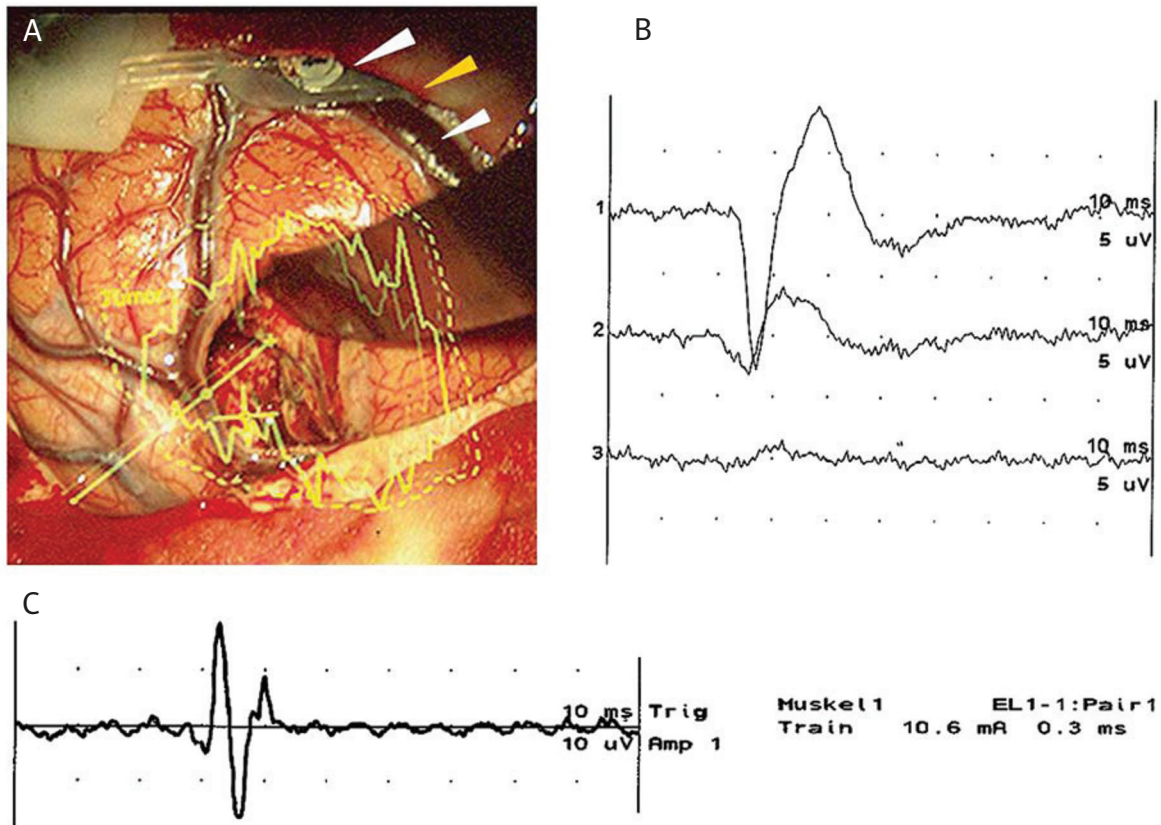 A
Tumor
B
1 10 ms
5 uV
2 10 ms
5 uV
3 10 ms
5 uV
C
10 ms Trig
10 uV Amp 1
Muskel1 EL1-1:Pair1
Train 10.6 mA 0.3 ms